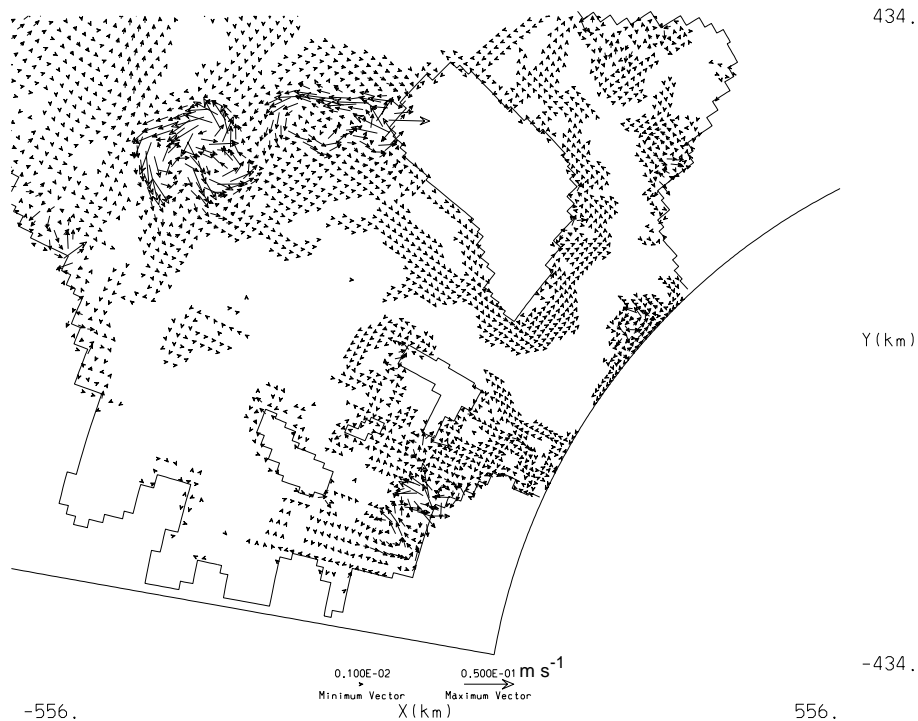 434.
Y(km)
-434.
0.100E-02 0.500E-01 m s-1
Minimum Vector Maximum Vector
-556. X(km) 556.